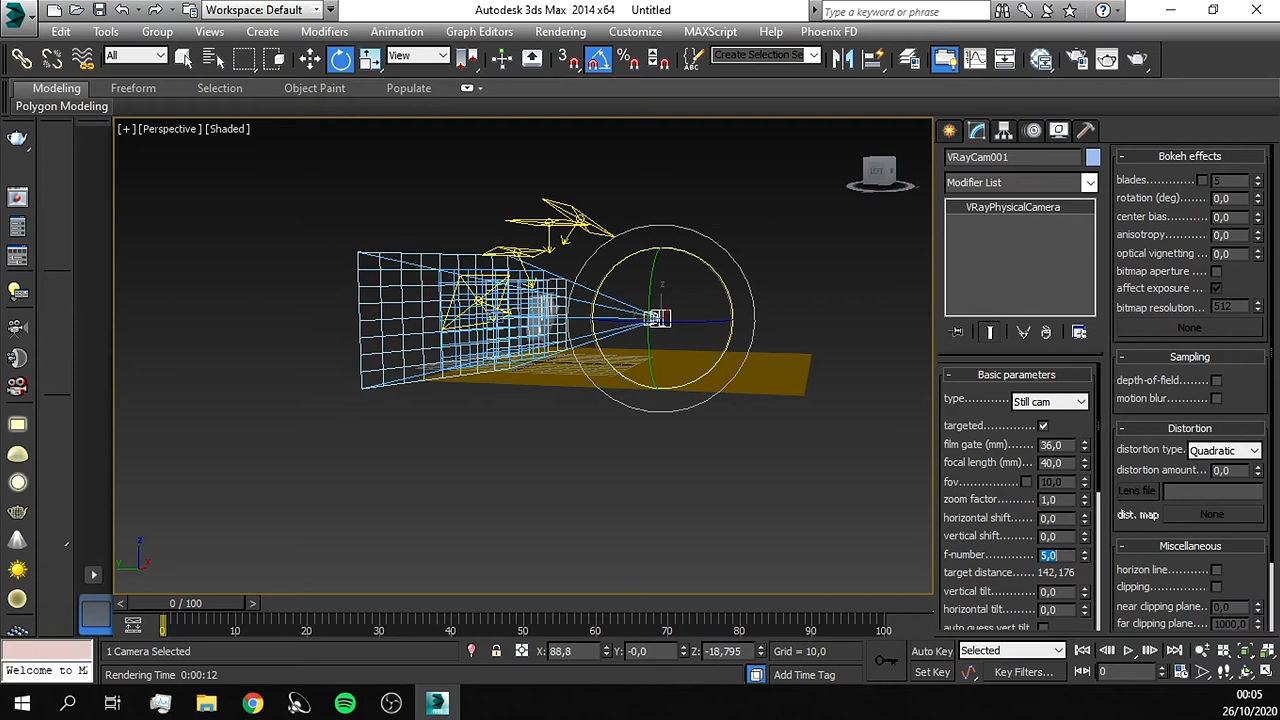 Workspace: Default
Autodesk 3ds Max 2014 x64
Untitled
Type a keyword or phrase
Edit
Tools
Group
Views
Create
Modifiers
Animation
Graph Editors
Rendering
Customize
MAXScript
Help
Phoenix FD
All
View
3
Create Selection Se
Modeling
Freeform
Selection
Object Paint
Populate
Polygon Modeling
[+] [Perspective] [Shaded]
LEFT
z
z
y
x
VRayCam001
Modifier List
VRayPhysicalCamera
Basic parameters
type
Still cam
targeted
film gate (mm)
36,0
focal length (mm)
40,0
fov
10,0
zoom factor
1,0
horizontal shift
0,0
vertical shift
0,0
f-number
5,0
target distance
142,176
vertical tilt
0,0
horizontal tilt
0,0
auto guess vert tilt
Bokeh effects
blades
5
rotation (deg)
0,0
center bias
0,0
anisotropy
0,0
optical vignetting
0,0
bitmap aperture
affect exposure
bitmap resolution
512
None
Sampling
depth-of-field
motion blur
Distortion
distortion type
Quadratic
distortion amount
0,0
Lens file
dist. map
None
Miscellaneous
horizon line
clipping
near clipping plane
0,0
far clipping plane
1000,0
0 / 100
0
10
20
30
40
50
60
70
80
90
100
Welcome to M
1 Camera Selected
X: 88,8
Y: -0,0
Z: -18,795
Grid = 10,0
Auto Key
Selected
Rendering Time 0:00:12
Add Time Tag
Set Key
Key Filters...
0
00:05
26/10/2020